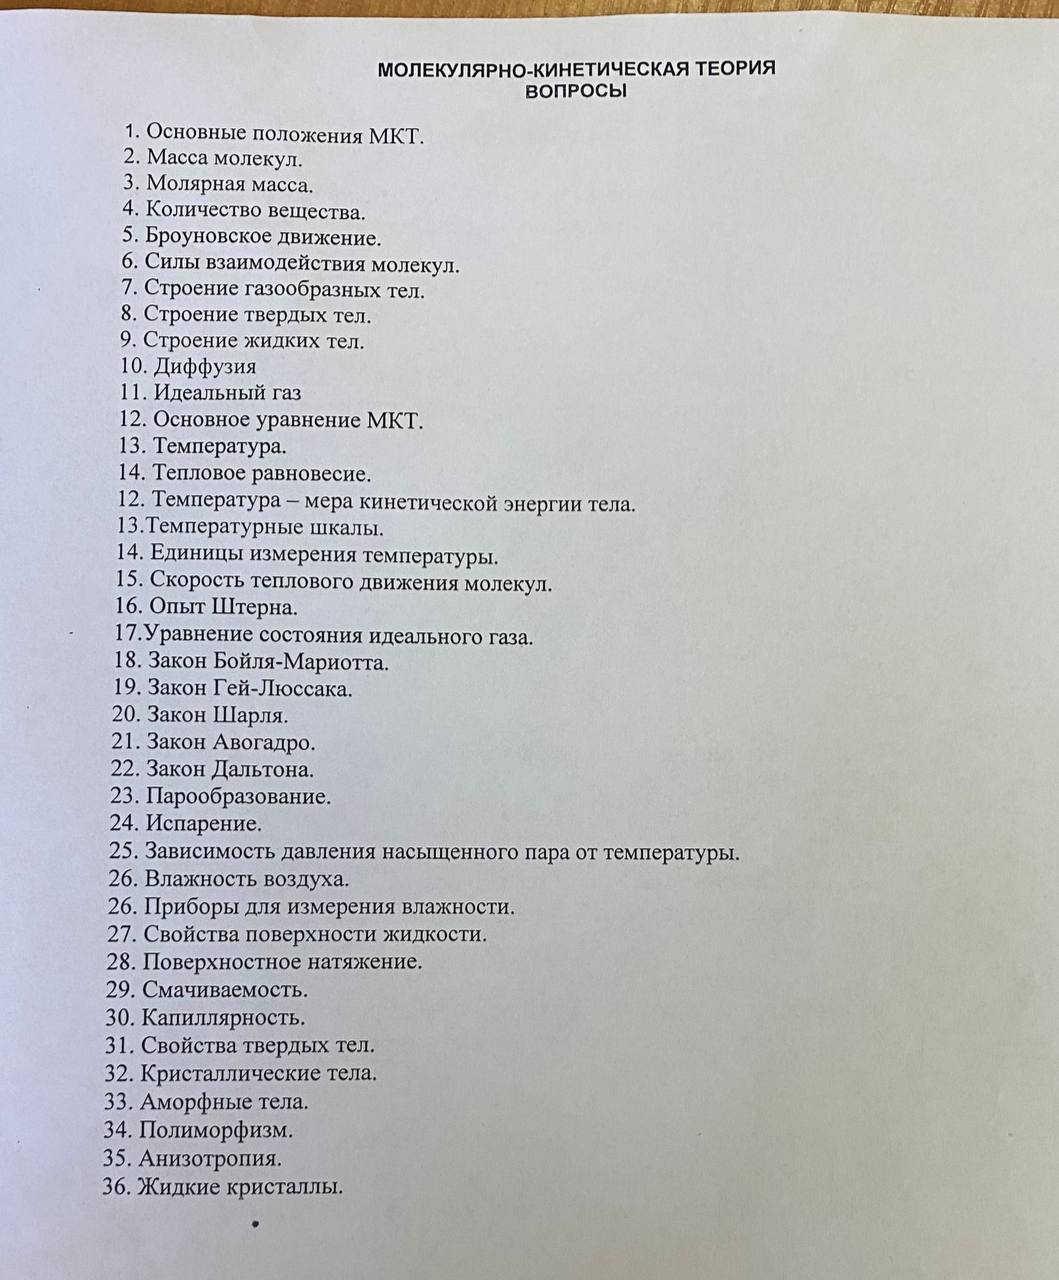 МОЛЕКУЛЯРНО-КИНЕТИЧЕСКАЯ ТЕОРИЯ
ВОПРОСЫ
1. Основные положения МКТ.
2. Масса молекул.
3. Молярная масса.
4. Количество вещества.
5. Броуновское движение.
6. Силы взаимодействия молекул.
7. Строение газообразных тел.
8. Строение твердых тел.
9. Строение жидких тел.
10. Диффузия
11. Идеальный газ
12. Основное уравнение МКТ.
13. Температура.
14. Тепловое равновесие.
12. Температура – мера кинетической энергии тела.
13.Температурные шкалы.
14. Единицы измерения температуры.
15. Скорость теплового движения молекул.
16. Опыт Штерна.
17.Уравнение состояния идеального газа.
18. Закон Бойля-Мариотта.
19. Закон Гей-Люссака.
20. Закон Шарля.
21. Закон Авогадро.
22. Закон Дальтона.
23. Парообразование.
24. Испарение.
25. Зависимость давления насыщенного пара от температуры.
26. Влажность воздуха.
26. Приборы для измерения влажности.
27. Свойства поверхности жидкости.
28. Поверхностное натяжение.
29. Смачиваемость.
30. Капиллярность.
31. Свойства твердых тел.
32. Кристаллические тела.
33. Аморфные тела.
34. Полиморфизм.
35. Анизотропия.
36. Жидкие кристаллы.